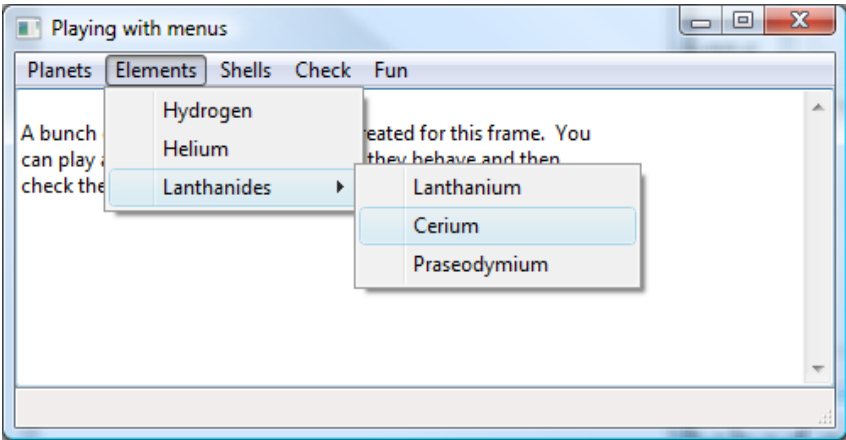 Playing with menus
Planets Elements Shells Check Fun
Hydrogen
Helium
Lanthanides
Lanthanium
Cerium
Praseodymium
A bunch eated for this frame. You
can play they behave and then
check the